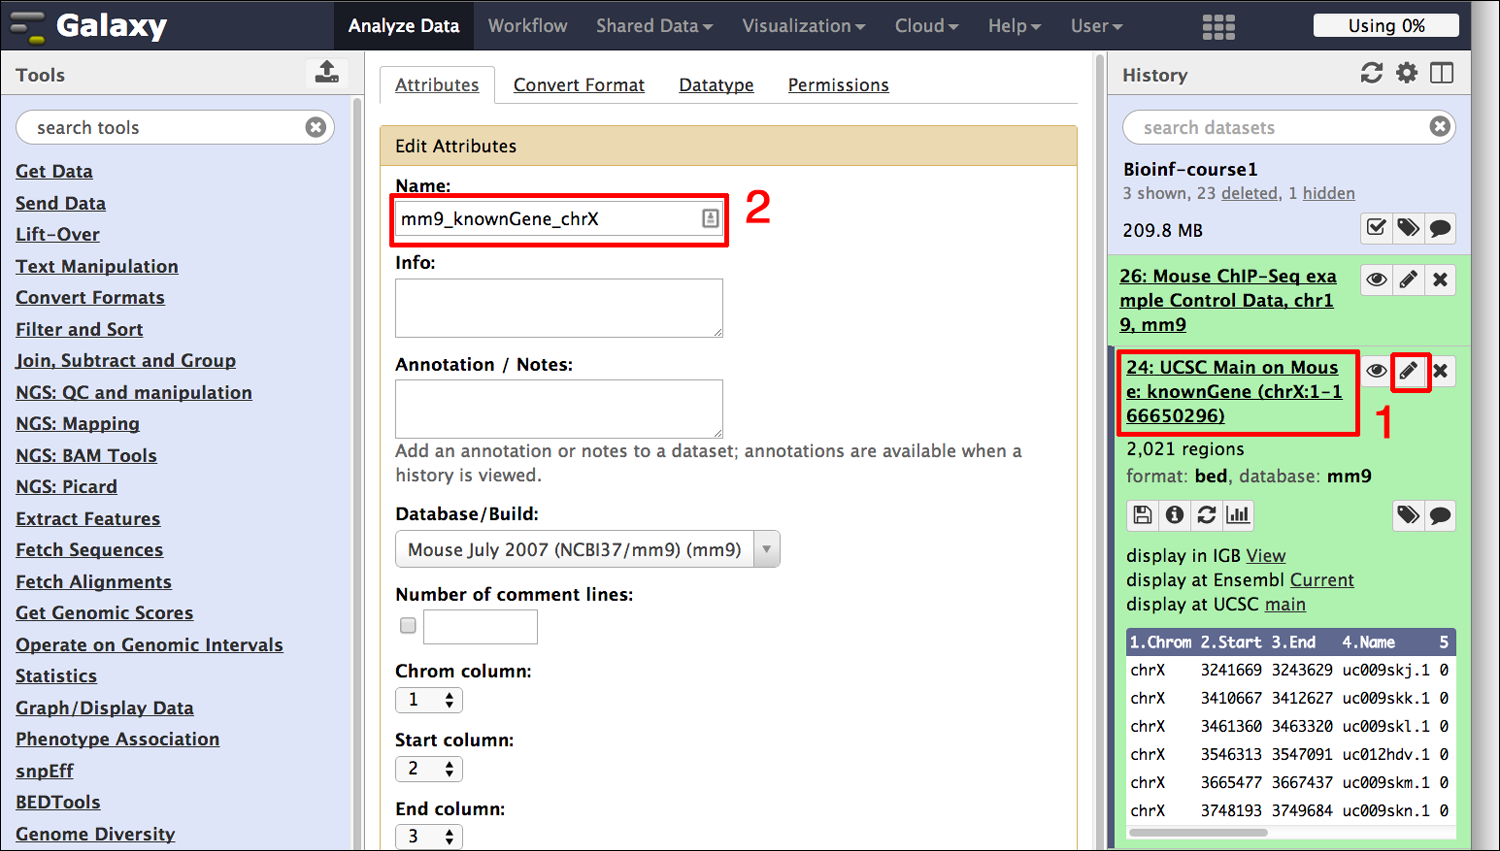 Galaxy
Analyze Data
Workflow
Shared Data
Visualization
Cloud
Help
User
Using 0%
Tools
search tools
Get Data
Send Data
Lift-Over
Text Manipulation
Convert Formats
Filter and Sort
Join, Subtract and Group
NGS: QC and manipulation
NGS: Mapping
NGS: BAM Tools
NGS: Picard
Extract Features
Fetch Sequences
Fetch Alignments
Get Genomic Scores
Operate on Genomic Intervals
Statistics
Graph/Display Data
Phenotype Association
snpEff
BEDTools
Genome Diversity
Attributes
Convert Format
Datatype
Permissions
Edit Attributes
Name:
mm9_knownGene_chrX
2
Info:
Annotation / Notes:
Add an annotation or notes to a dataset; annotations are available when a
history is viewed.
Database/Build:
Mouse July 2007 (NCBI37/mm9) (mm9)
Number of comment lines:
Chrom column:
1
Start column:
2
End column:
3
History
search datasets
Bioinf-course1
3 shown, 23 deleted, 1 hidden
209.8 MB
26: Mouse ChIP-Seq exa
mple Control Data, chr1
9, mm9
24: UCSC Main on Mous
e: knownGene (chrX:1-1
66650296)
1
2,021 regions
format: bed, database: mm9
display in IGB View
display at Ensembl Current
display at UCSC main
1.Chrom 2.Start 3.End 4.Name 5
chrX 3241669 3243629 uc009skj.1 0
chrX 3410667 3412627 uc009skk.1 0
chrX 3461360 3463320 uc009skl.1 0
chrX 3546313 3547091 uc012hdv.1 0
chrX 3665477 3667437 uc009skm.1 0
chrX 3748193 3749684 uc009skn.1 0